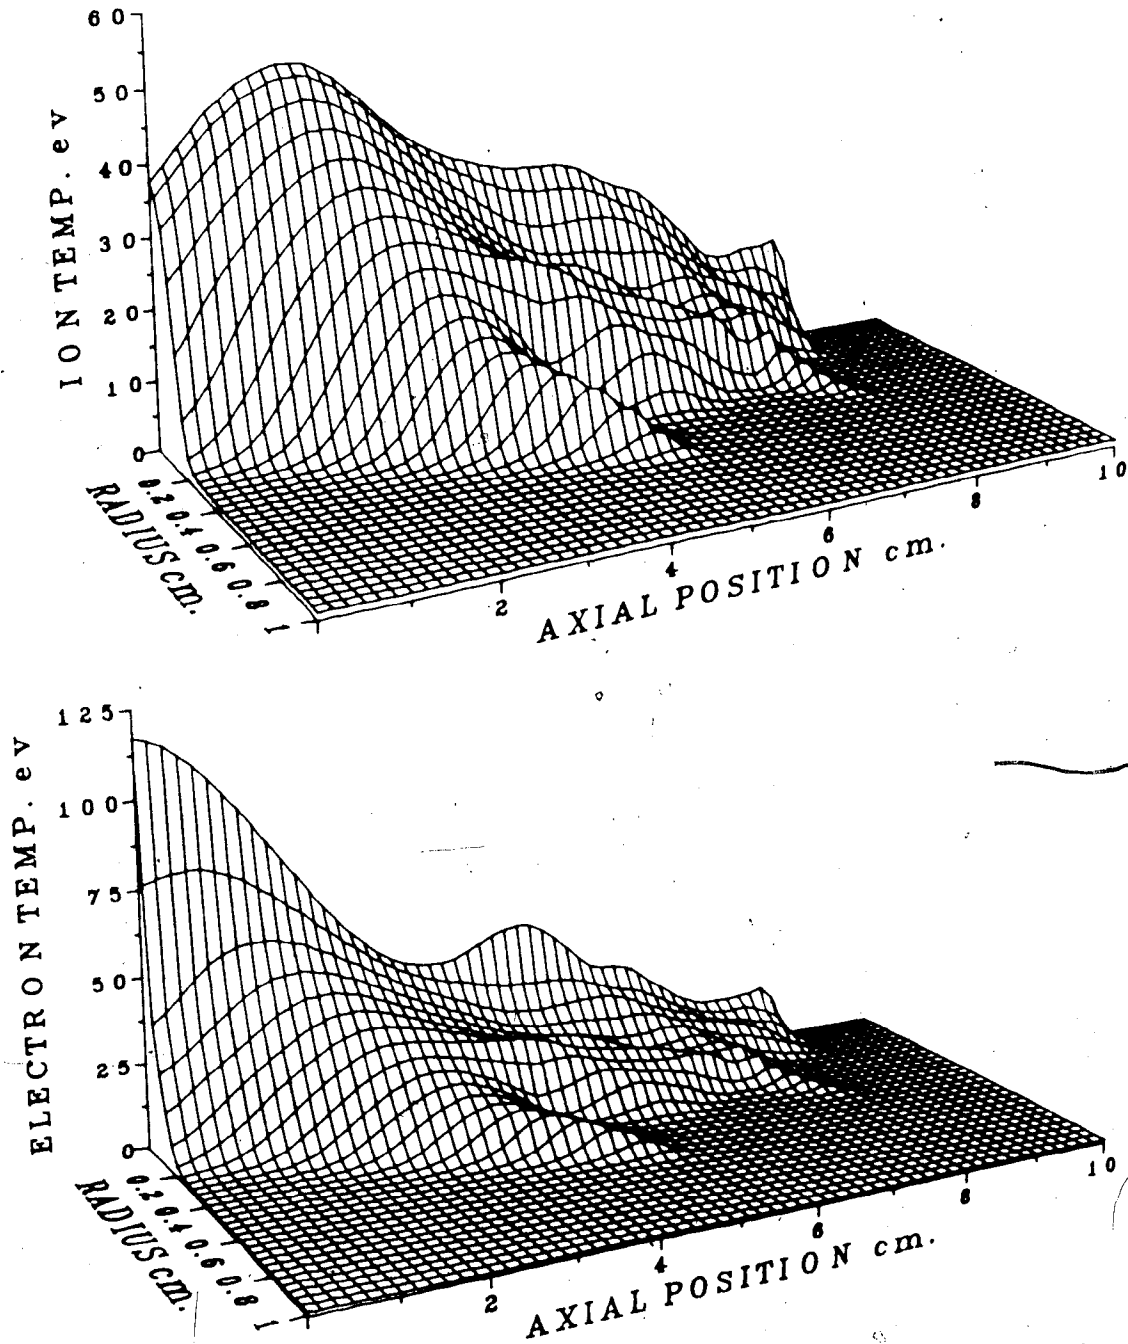 60
50
40
30
20
10
0
ION TEMP. ev
0.2 0.4 0.6 0.8 1
RADIUS cm.
2 4 6 8 10
AXIAL POSITION cm.
125
100
75
50
25
0
ELECTRON TEMP. ev
0.2 0.4 0.6 0.8 1
RADIUS cm.
2 4 6 8 10
AXIAL POSITION cm.